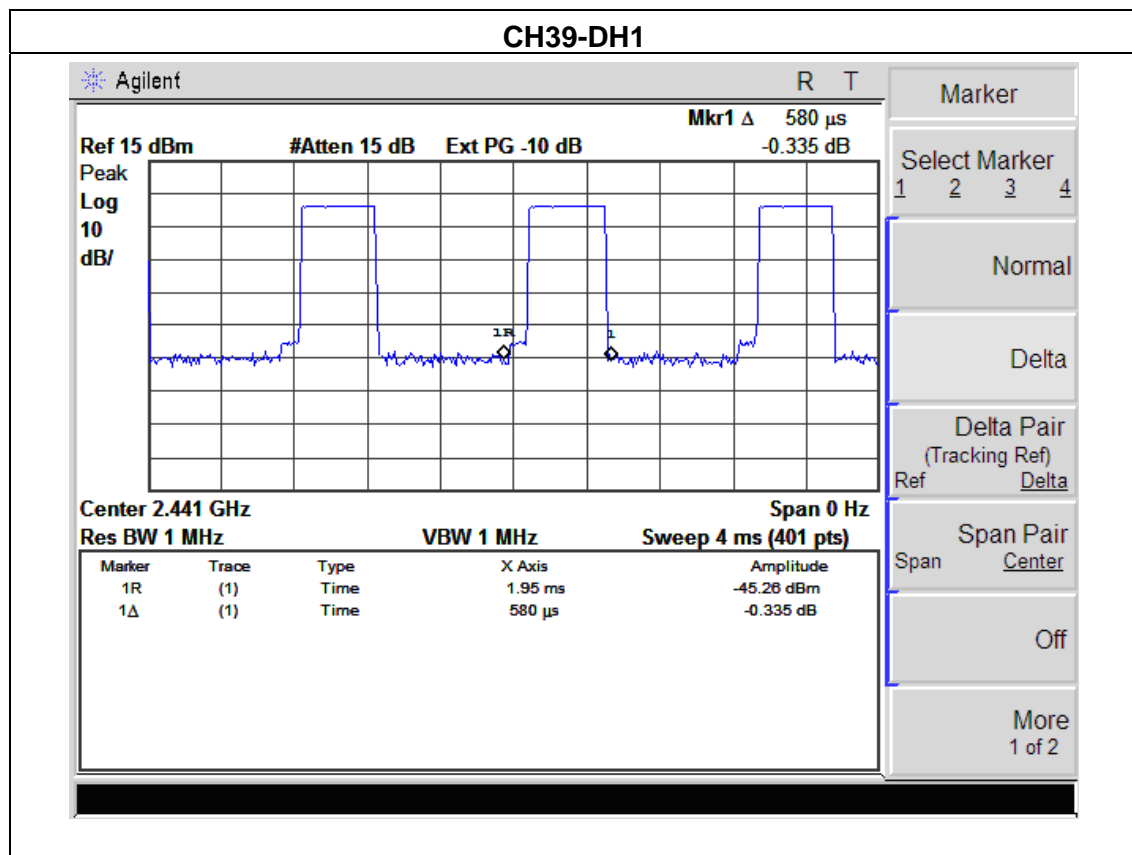 CH39-DH1
Agilent R T
Mkr1 Δ 580 μs
Ref 15 dBm #Atten 15 dB Ext PG -10 dB -0.335 dB
Peak
Log
10
dB/
1R
1
Center 2.441 GHz Span 0 Hz
Res BW 1 MHz VBW 1 MHz Sweep 4 ms (401 pts)
Marker Trace Type X Axis Amplitude
1R (1) Time 1.95 ms -45.26 dBm
1Δ (1) Time 580 μs -0.335 dB
Marker
Select Marker
1 2 3 4
Normal
Delta
Delta Pair
(Tracking Ref)
Ref Delta
Span Pair
Span Center
Off
More
1 of 2